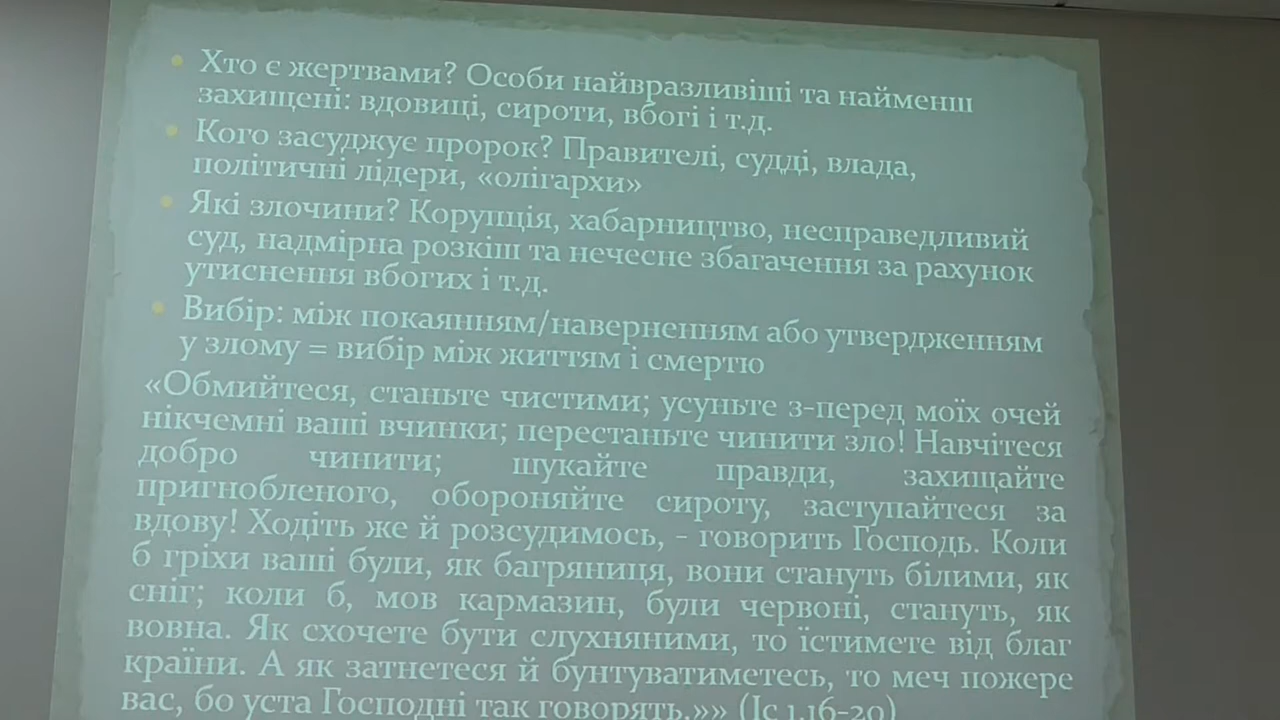 • Хто є жертвами? Особи найвразливіші та найменш
захищені: вдовиці, сироти, вбогі і т.д.
• Кого засуджує пророк? Правителі, судді, влада,
політичні лідери, «олігархи»
• Які злочини? Корупція, хабарництво, несправедливий
суд, надмірна розкіш та нечесне збагачення за рахунок
утиснення вбогих і т.д.
• Вибір: між покаянням/наверненням або утвердженням
у злому = вибір між життям і смертю
«Обмийтеся, станьте чистими; усуньте з-перед моїх очей
нікчемні ваші вчинки; перестаньте чинити зло! Навчітеся
добро чинити; шукайте правди, захищайте
пригнобленого, обороняйте сироту, заступайтеся за
вдову! Ходіть же й розсудимось, - говорить Господь. Коли
б гріхи ваші були, як багряниця, вони стануть білими, як
сніг; коли б, мов кармазин, були червоні, стануть, як
вовна. Як схочете бути слухняними, то їстимете від благ
країни. А як затнетеся й бунтуватиметесь, то меч пожере
вас, бо уста Господні так говорять.»» (Іс 1,16-20)